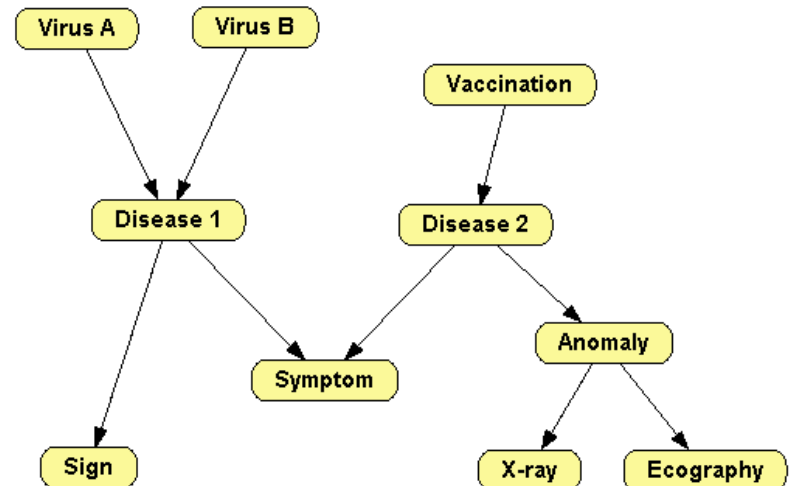 Virus A
Virus B
Vaccination
Disease 1
Disease 2
Anomaly
Symptom
Sign
X-ray
Ecography